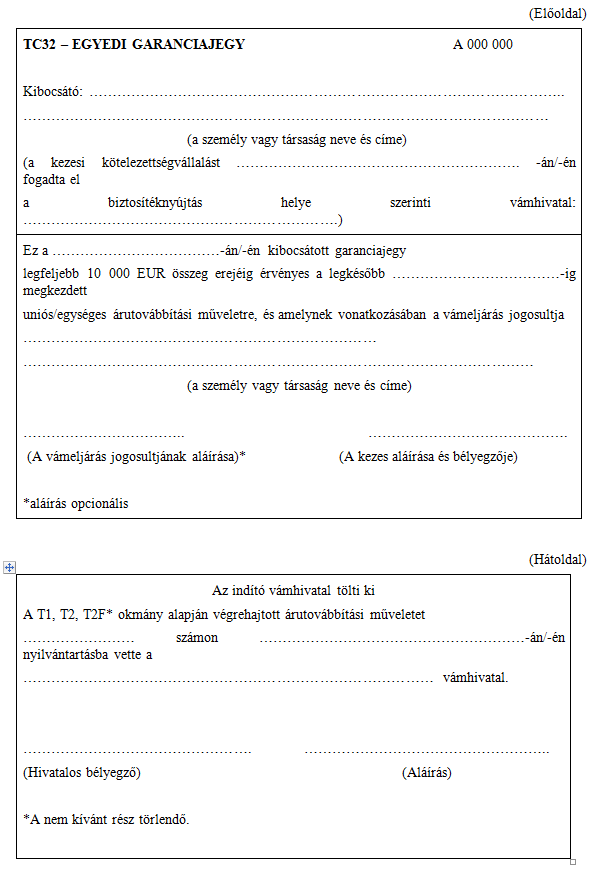 (Előoldal)
TC32 – EGYEDI GARANCIAJEGY A 000 000
Kibocsátó: ……………………………………………………………………………………..
…………………………………………………………………………………………………
(a személy vagy társaság neve és címe)
(a kezesi kötelezettségvállalást …………………………………………………… -án/-én
fogadta el
a biztosítéknyújtás helye szerinti vámhivatal:
………………………………………………………….)
Ez a ………………………………-án/-én kibocsátott garanciajegy
legfeljebb 10 000 EUR összeg erejéig érvényes a legkésőbb ………………………………-ig
megkezdett
uniós/egységes árutovábbítási műveletre, és amelynek vonatkozásában a vámeljárás jogosultja
…………………………………………………………………
………………………………………………………………………………………………….
(a személy vagy társaság neve és címe)
…………………………….. …………………………………….
(A vámeljárás jogosultjának aláírása)* (A kezes aláírása és bélyegzője)
*aláírás opcionális
(Hátoldal)
Az indító vámhivatal tölti ki
A T1, T2, T2F* okmány alapján végrehajtott árutovábbítási műveletet
…………………… számon …………………………………………………-án/-én
nyilvántartásba vette a
…………………………………………………………………………… vámhivatal.
…………………………………………. ……………………………………………..
(Hivatalos bélyegző) (Aláírás)
*A nem kívánt rész törlendő.